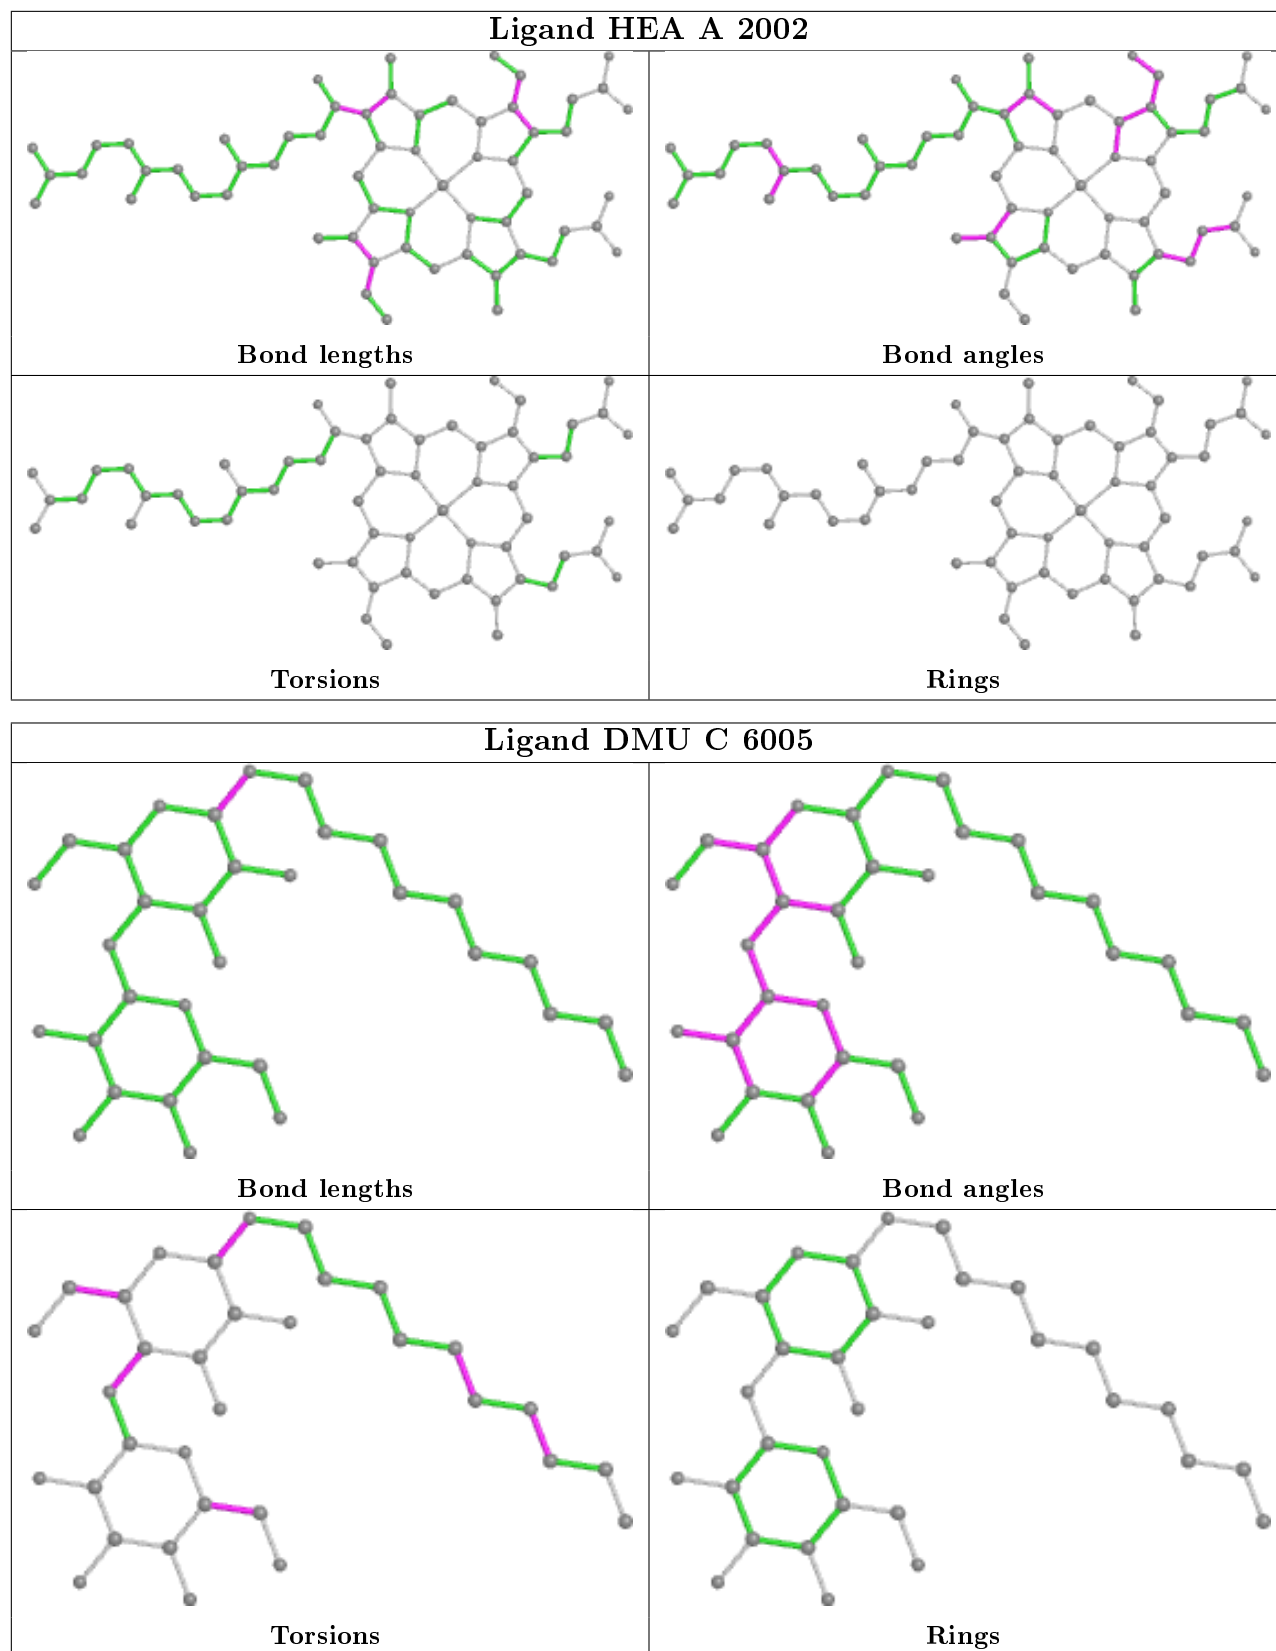 Ligand HEA A 2002
Bond lengths
Bond angles
Torsions
Rings
Ligand DMU C 6005
Bond lengths
Bond angles
Torsions
Rings